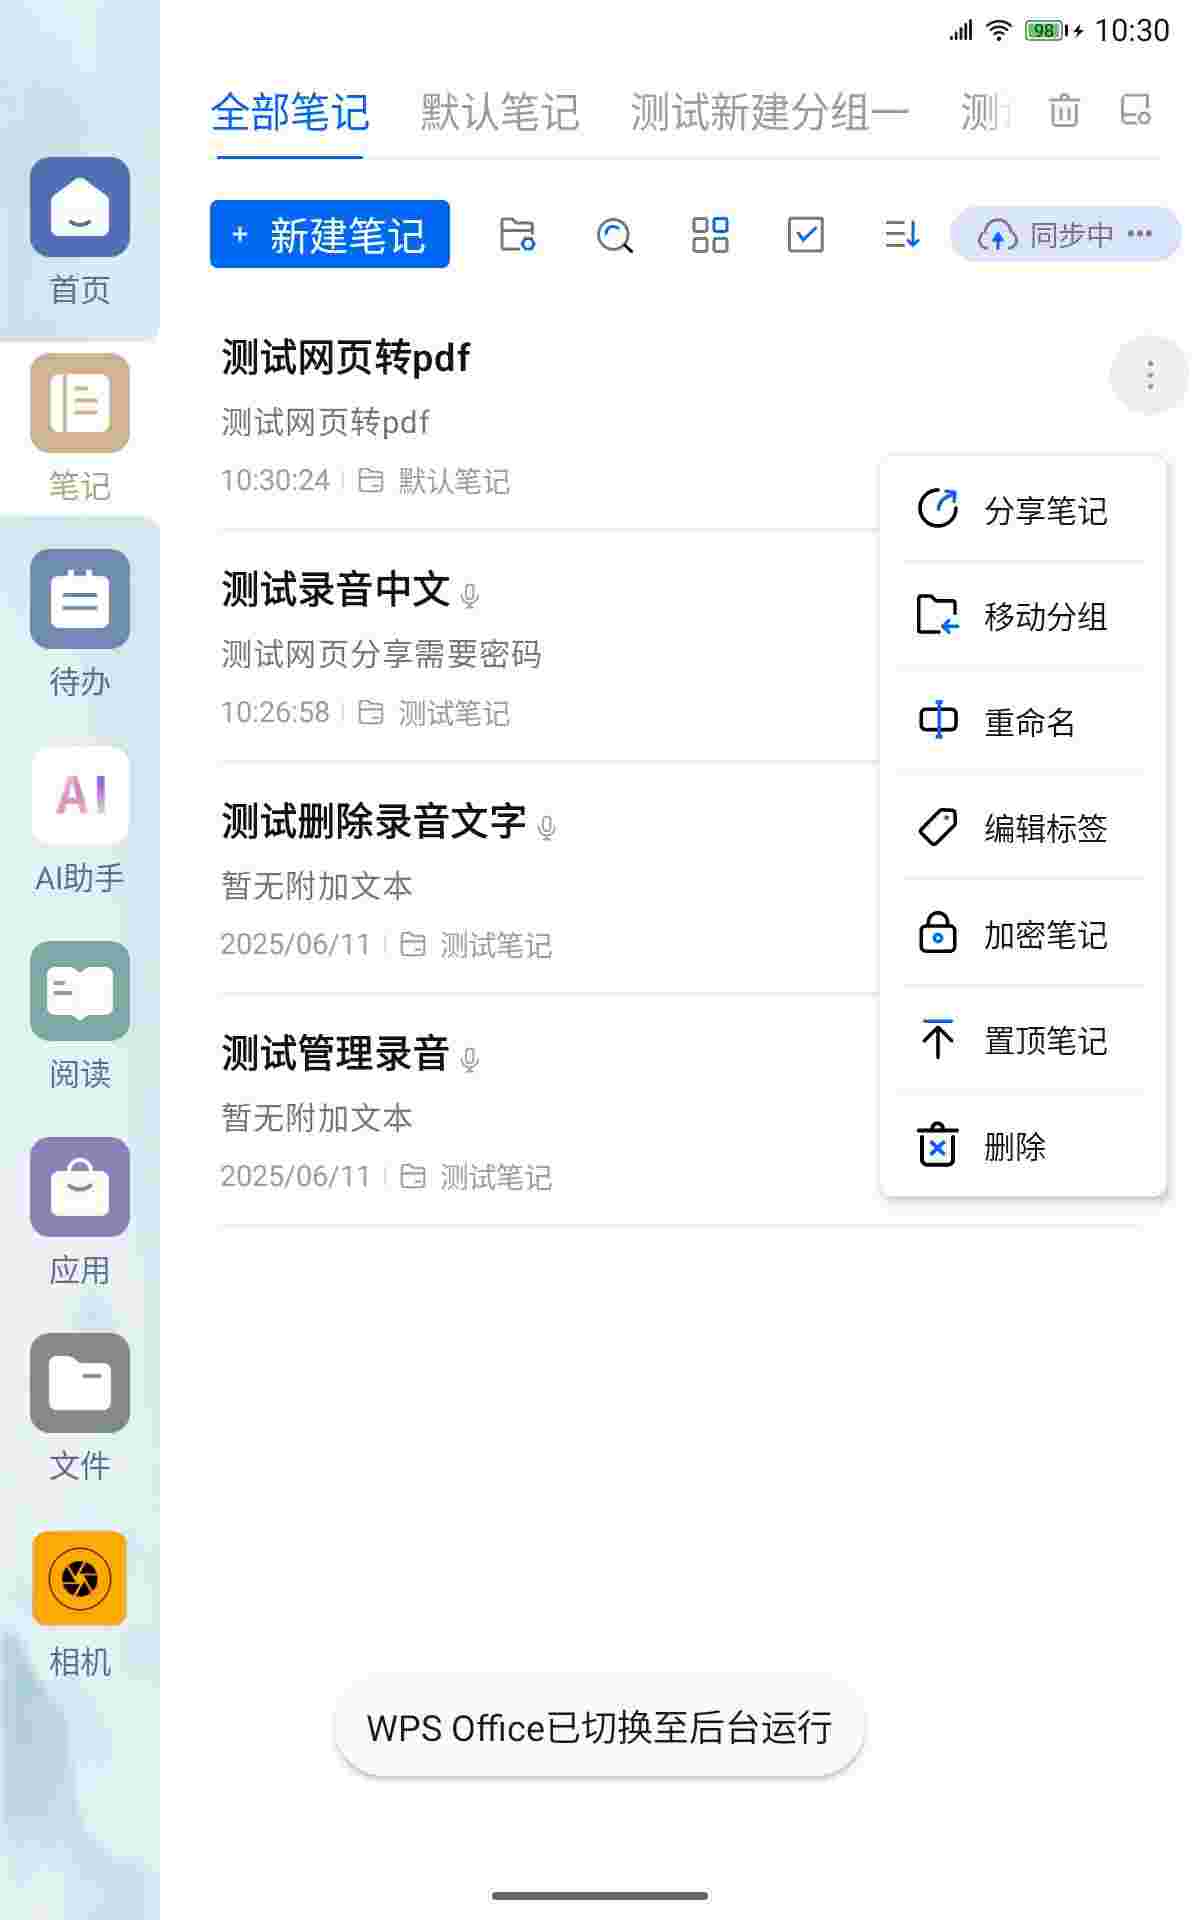 98 10:30
全部笔记 默认笔记 测试新建分组一
+ 新建笔记 同步中
首页
笔记
待办
AI
AI助手
阅读
应用
文件
相机
测试网页转pdf
测试网页转pdf
10:30:24 默认笔记
测试录音中文
测试网页分享需要密码
10:26:58 测试笔记
测试删除录音文字
暂无附加文本
2025/06/11 测试笔记
测试管理录音
暂无附加文本
2025/06/11 测试笔记
分享笔记
移动分组
重命名
编辑标签
加密笔记
置顶笔记
删除
WPS Office已切换至后台运行